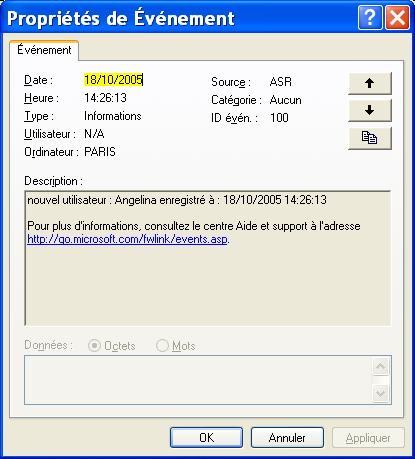 Propriétés de Événement
Événement
Date : 18/10/2005 Source : ASR
Heure : 14:26:13 Catégorie : Aucun
Type : Informations ID évén. : 100
Utilisateur : N/A
Ordinateur : PARIS
Description :
nouvel utilisateur : Angelina enregistré à : 18/10/2005 14:26:13
Pour plus d'informations, consultez le centre Aide et support à l'adresse
http://go.microsoft.com/fwlink/events.asp.
Données : Octets Mots
OK Annuler Appliquer